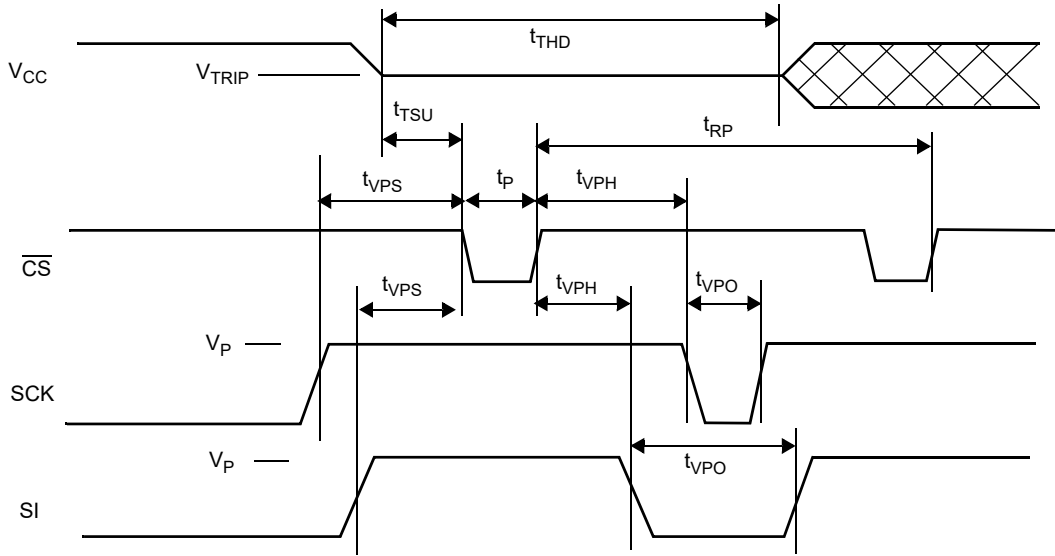 tTHD
VCC
VTRIP
tTSU
tRP
tVPS
tP
tVPH
CS
tVPS
tVPH
tVPO
VP
SCK
VP
tVPO
SI